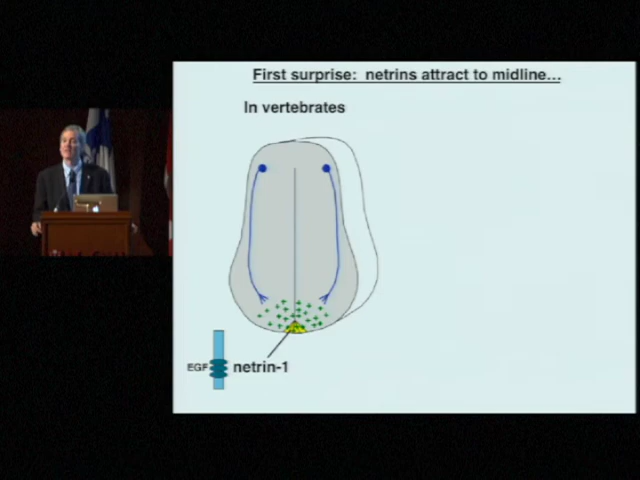 First surprise: netrins attract to midline…
In vertebrates
EGF
netrin-1